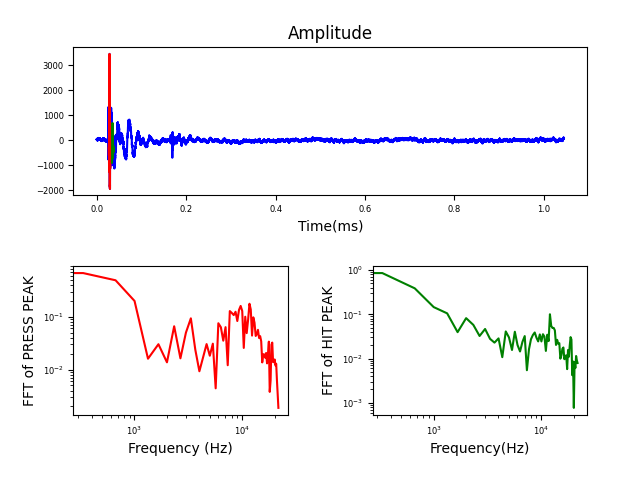 Amplitude
3000
2000
1000
0
−1000
−2000
0.0 0.2 0.4 0.6 0.8 1.0
Time(ms)
FFT of PRESS PEAK
10⁻¹
10⁻²
10³ 10⁴
Frequency (Hz)
FFT of HIT PEAK
10⁰
10⁻¹
10⁻²
10⁻³
10³ 10⁴
Frequency(Hz)